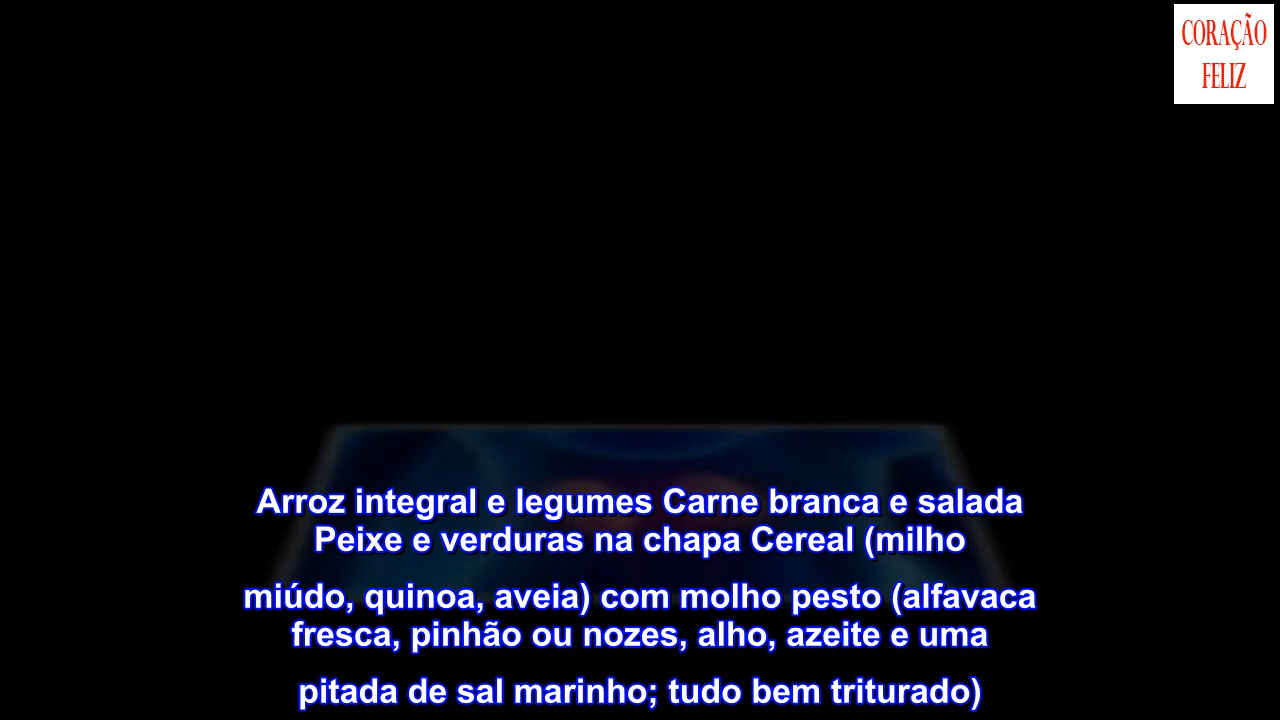 CORAÇÃO
FELIZ
Arroz integral e legumes Carne branca e salada
Peixe e verduras na chapa Cereal (milho
miúdo, quinoa, aveia) com molho pesto (alfavaca
fresca, pinhão ou nozes, alho, azeite e uma
pitada de sal marinho; tudo bem triturado)